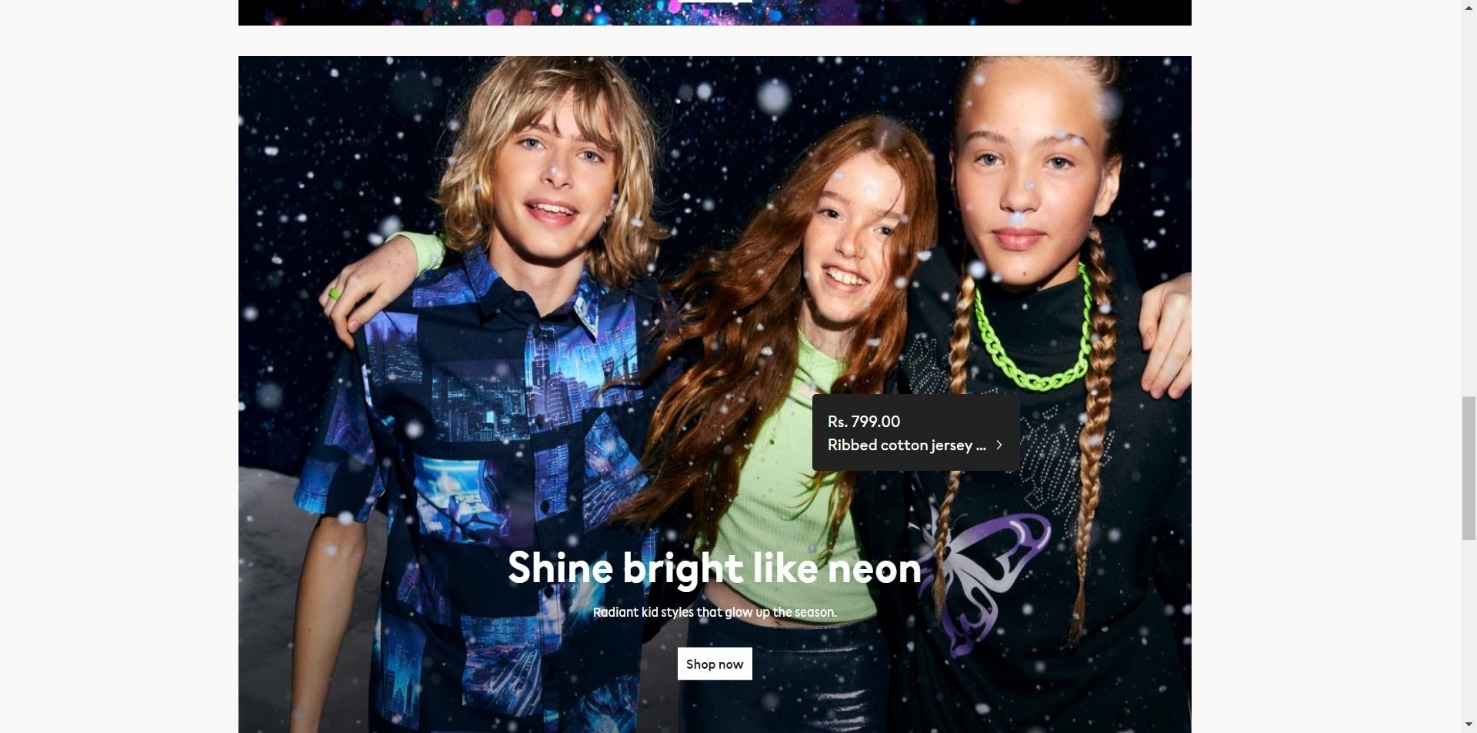 Rs. 799.00
Ribbed cotton jersey ...
Shine bright like neon
Radiant kid styles that glow up the season.
Shop now